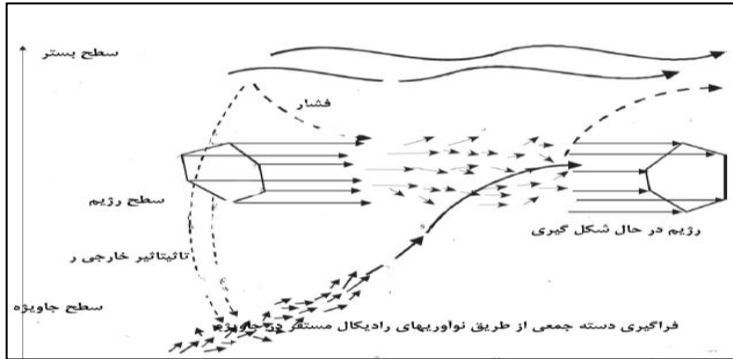 سطح بستر
فشار
سطح رژیم
رژیم در حال شکل گیری
تاثیتاثیر خارجی ر
سطح جاویژه
فراگیری دسته جمعی از طریق نوآوریهای رادیکال مستقر در جاویژه